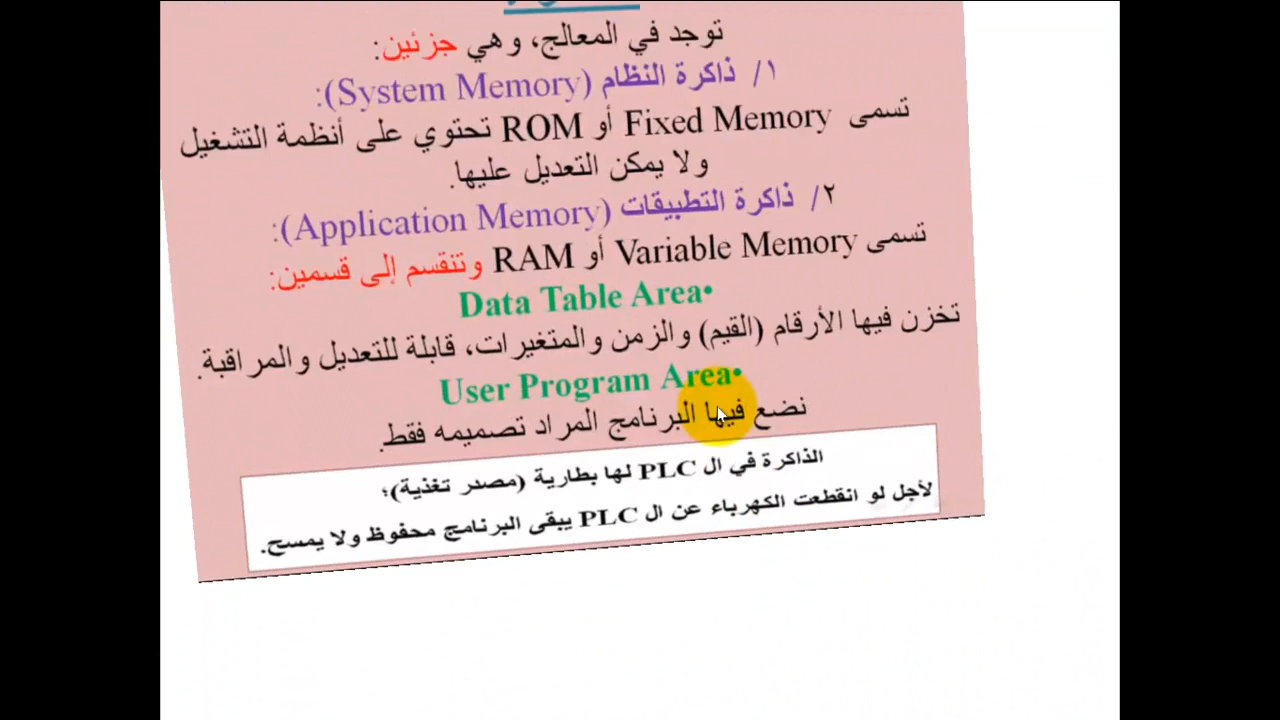 توجد في المعالج، وهي جزئين:
١/ ذاكرة النظام (System Memory):
تسمى Fixed Memory أو ROM تحتوي على أنظمة التشغيل
ولا يمكن التعديل عليها.
٢/ ذاكرة التطبيقات (Application Memory):
تسمى Variable Memory أو RAM وتنقسم إلى قسمين:
•Data Table Area
تخزن فيها الأرقام (القيم) والزمن والمتغيرات، قابلة للتعديل والمراقبة.
•User Program Area
نضع فيها البرنامج المراد تصميمه فقط.
الذاكرة في ال PLC لها بطارية (مصدر تغذية)؛
لأجل لو انقطعت الكهرباء عن ال PLC يبقى البرنامج محفوظ ولا يمسح.